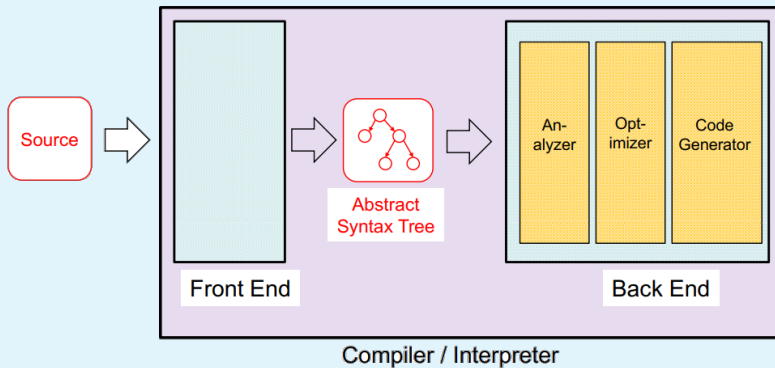 Source
Front End
Abstract
Syntax Tree
An-
alyzer
Opt-
imizer
Code
Generator
Back End
Compiler / Interpreter